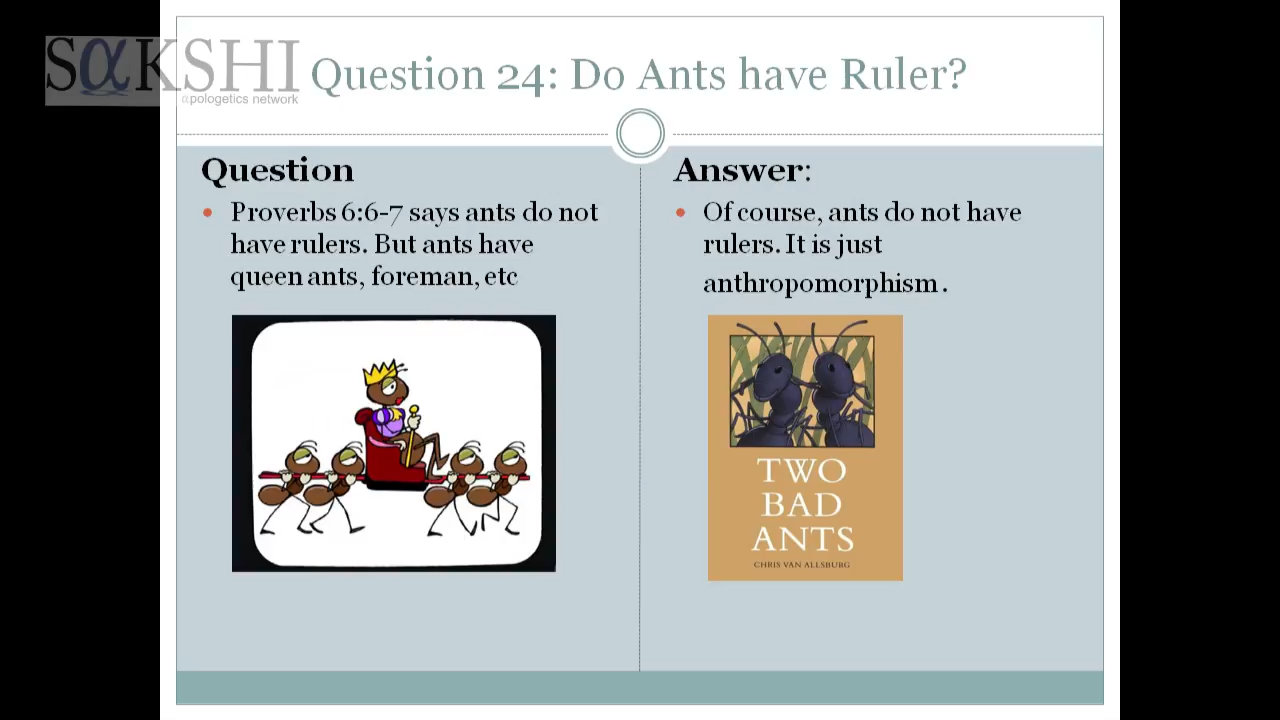 SαKSHI
αpologetics network
Question 24: Do Ants have Ruler?
Question
• Proverbs 6:6-7 says ants do not
have rulers. But ants have
queen ants, foreman, etc
Answer:
• Of course, ants do not have
rulers. It is just
anthropomorphism.
TWO
BAD
ANTS
CHRIS VAN ALLSBURG